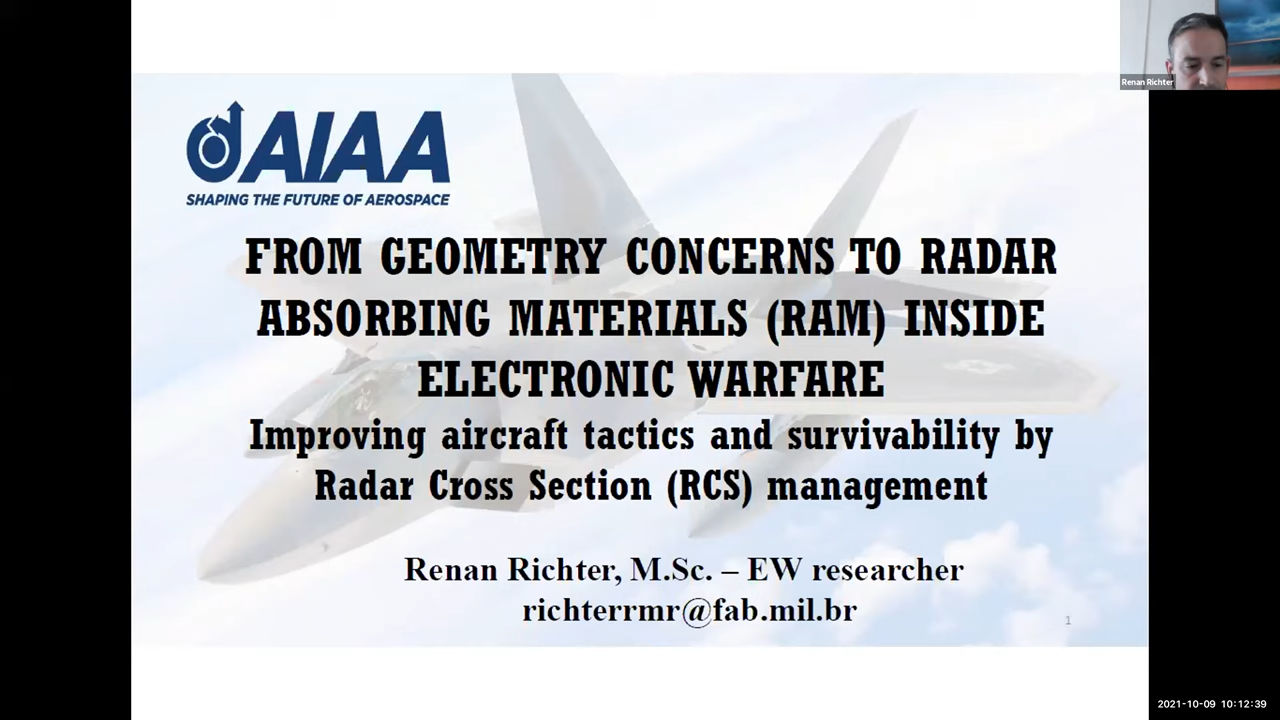 AIAA
SHAPING THE FUTURE OF AEROSPACE
FROM GEOMETRY CONCERNS TO RADAR
ABSORBING MATERIALS (RAM) INSIDE
ELECTRONIC WARFARE
Improving aircraft tactics and survivability by
Radar Cross Section (RCS) management
Renan Richter, M.Sc. – EW researcher
richterrmr@fab.mil.br
1
Renan Richter
2021-10-09 10:12:39